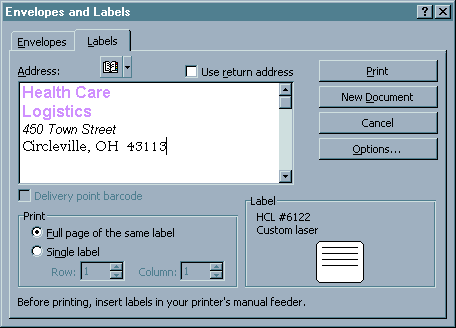 Envelopes and Labels
Envelopes
Labels
Address:
Use return address
Health Care
Logistics
450 Town Street
Circleville, OH 43113
Delivery point barcode
Print
New Document
Cancel
Options...
Print
Full page of the same label
Single label
Row: 1 Column: 1
Label
HCL #6122
Custom laser
Before printing, insert labels in your printer's manual feeder.